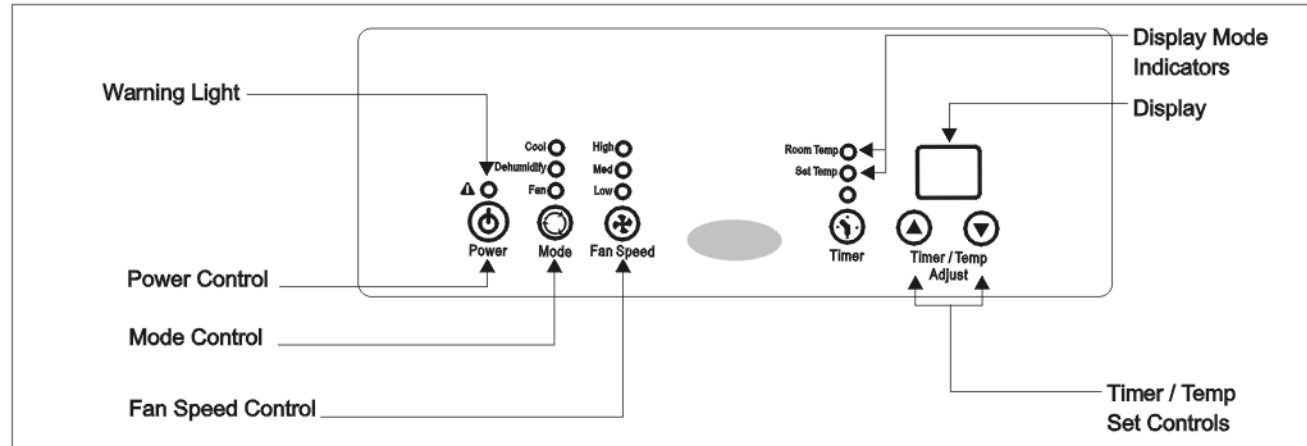 Display Mode
Indicators
Warning Light
Display
Cool
High
Room Temp
Dehumidify
Med
Set Temp
Fan
Low
Power
Mode
Fan Speed
Timer
Timer / Temp
Adjust
Power Control
Mode Control
Fan Speed Control
Timer / Temp
Set Controls